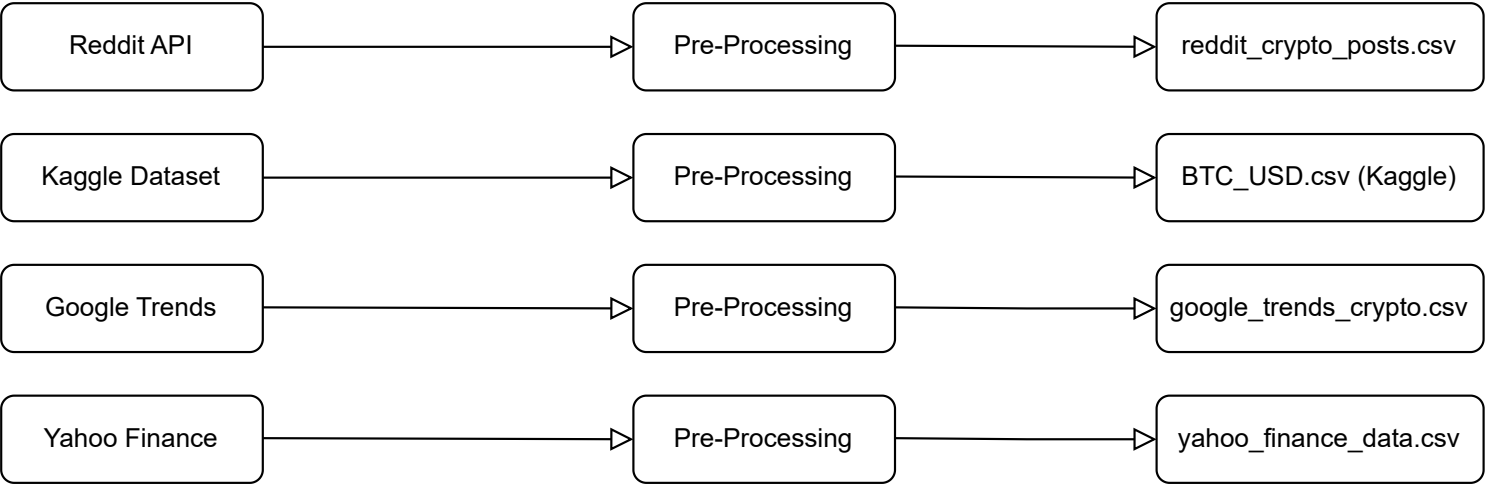 Reddit API
Pre-Processing
reddit_crypto_posts.csv
Kaggle Dataset
Pre-Processing
BTC_USD.csv (Kaggle)
Google Trends
Pre-Processing
google_trends_crypto.csv
Yahoo Finance
Pre-Processing
yahoo_finance_data.csv